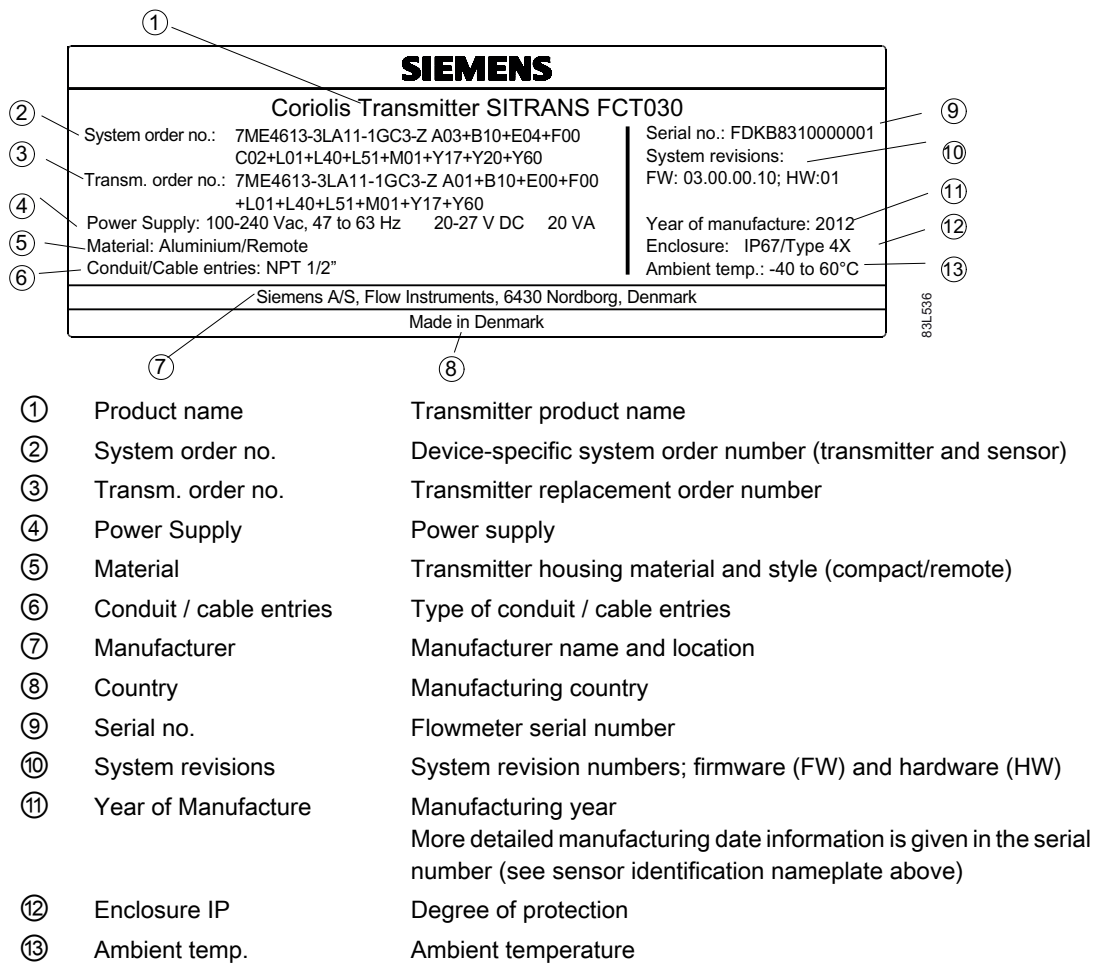 ①
SIEMENS
Coriolis Transmitter SITRANS FCT030
②
System order no.: 7ME4613-3LA11-1GC3-Z A03+B10+E04+F00
C02+L01+L40+L51+M01+Y17+Y20+Y60
③
Transm. order no.: 7ME4613-3LA11-1GC3-Z A01+B10+E00+F00
+L01+L40+L51+M01+Y17+Y60
④
Power Supply: 100-240 Vac, 47 to 63 Hz 20-27 V DC 20 VA
⑤
Material: Aluminium/Remote
⑥
Conduit/Cable entries: NPT 1/2”
Serial no.: FDKB8310000001
⑨
System revisions:
⑩
FW: 03.00.00.10; HW:01
⑪
Year of manufacture: 2012
Enclosure: IP67/Type 4X
⑫
Ambient temp.: -40 to 60°C
⑬
Siemens A/S, Flow Instruments, 6430 Nordborg, Denmark
Made in Denmark
83L536
⑦
⑧
① Product name Transmitter product name
② System order no. Device-specific system order number (transmitter and sensor)
③ Transm. order no. Transmitter replacement order number
④ Power Supply Power supply
⑤ Material Transmitter housing material and style (compact/remote)
⑥ Conduit / cable entries Type of conduit / cable entries
⑦ Manufacturer Manufacturer name and location
⑧ Country Manufacturing country
⑨ Serial no. Flowmeter serial number
⑩ System revisions System revision numbers; firmware (FW) and hardware (HW)
⑪ Year of Manufacture Manufacturing year
More detailed manufacturing date information is given in the serial
number (see sensor identification nameplate above)
⑫ Enclosure IP Degree of protection
⑬ Ambient temp. Ambient temperature